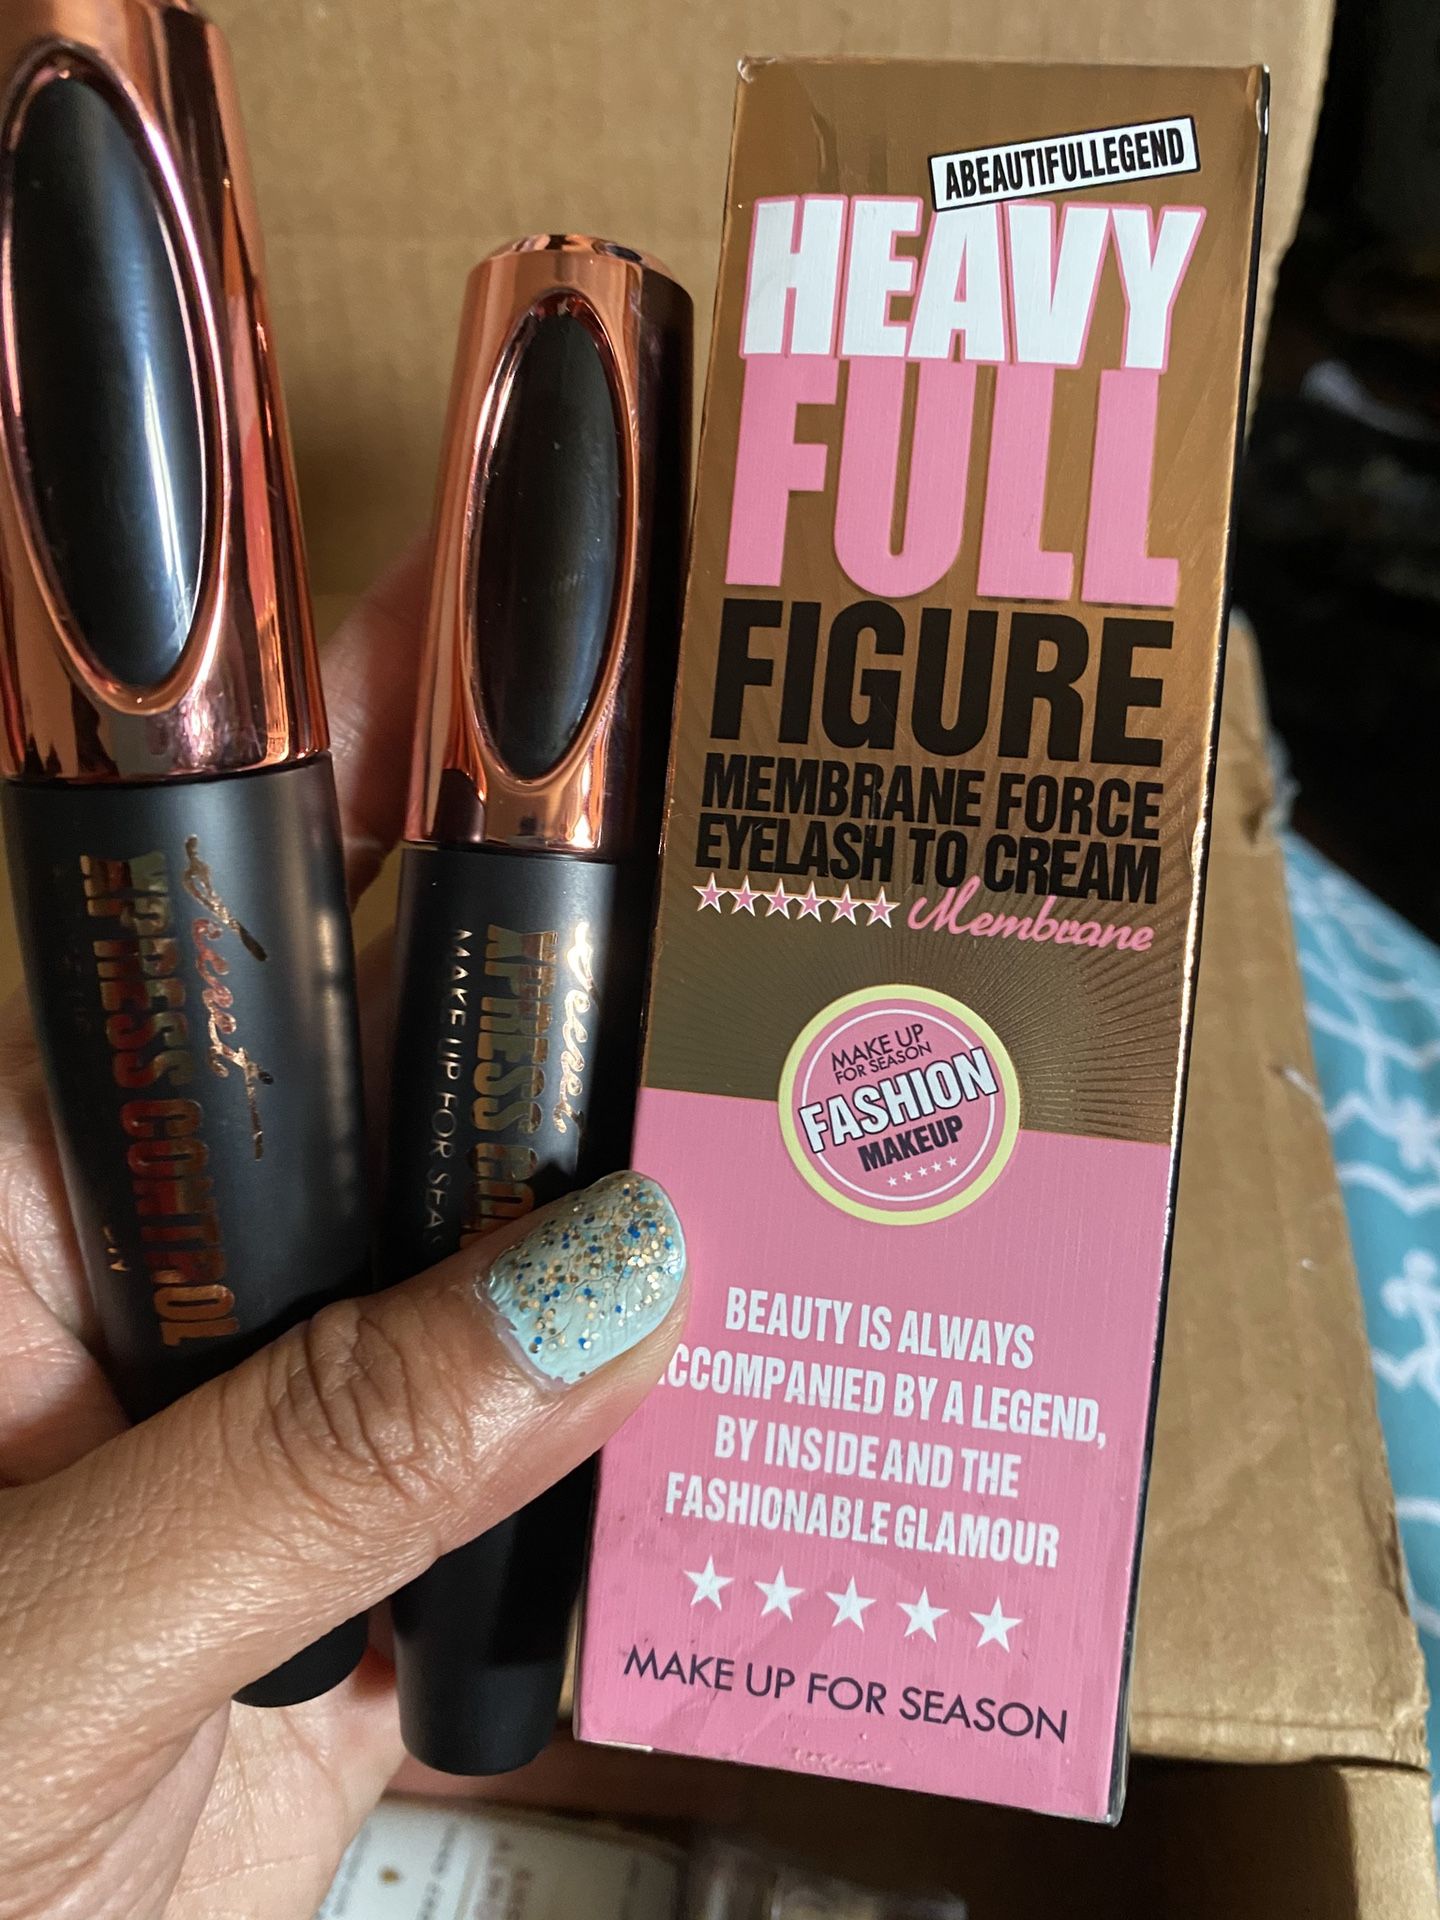 ABEAUTIFULLEGEND
HEAVY
FULL
FIGURE
MEMBRANE FORCE
EYELASH TO CREAM
Membrane
MAKE UP
FOR SEASON
FASHION
MAKEUP
BEAUTY IS ALWAYS
CCOMPANIED BY A LEGEND,
BY INSIDE AND THE
FASHIONABLE GLAMOUR
MAKE UP FOR SEASON
XPRESS CONTROL
XPRESS CO
MAKE UP FOR SEA